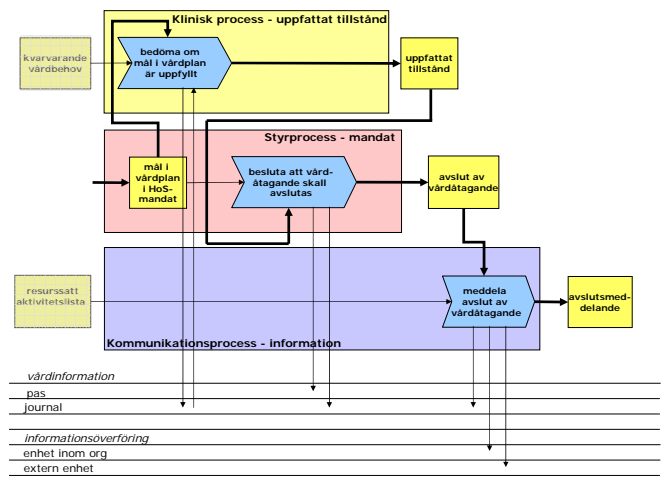 Klinisk process - uppfattat tillstånd
kvarvarande
vårdbehov
bedöma om
mål i vårdplan
är uppfyllt
uppfattat
tillstånd
Styrprocess - mandat
mål i
vårdplan
i HoS-
mandat
besluta att vård-
åtagande skall
avslutas
avslut av
vårdåtagande
resurssatt
aktivitetslista
meddela
avslut av
vårdåtagande
avslutsmed-
delande
Kommunikationsprocess - information
vårdinformation
pas
journal
informationsöverföring
enhet inom org
extern enhet